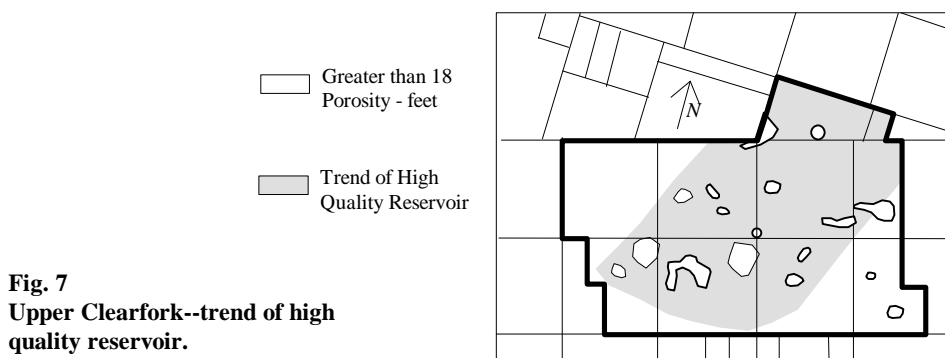 Greater than 18
Porosity - feet
N
Trend of High
Quality Reservoir
Fig. 7
Upper Clearfork--trend of high
quality reservoir.